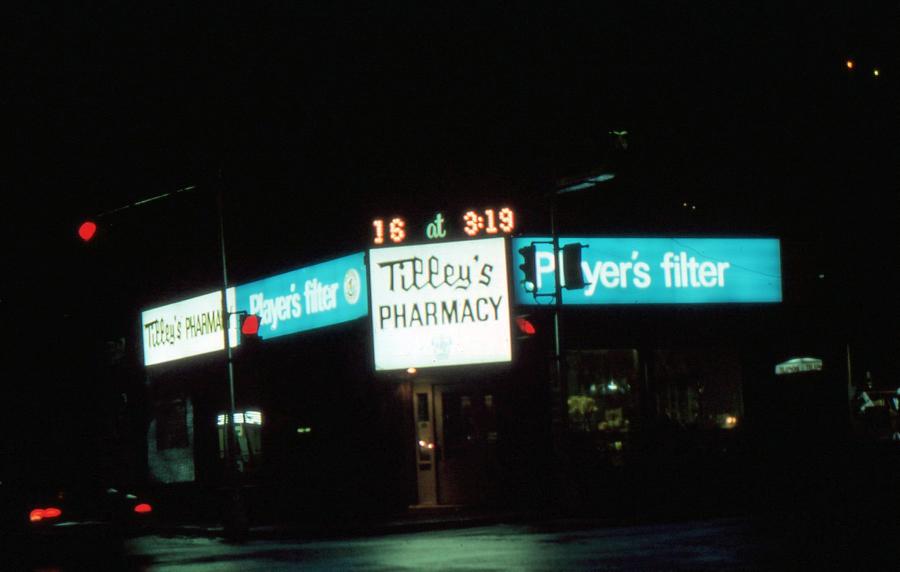 16 at 3:19
Tilley's PHARMA
Player's filter
Tilley's
PHARMACY
Player's filter